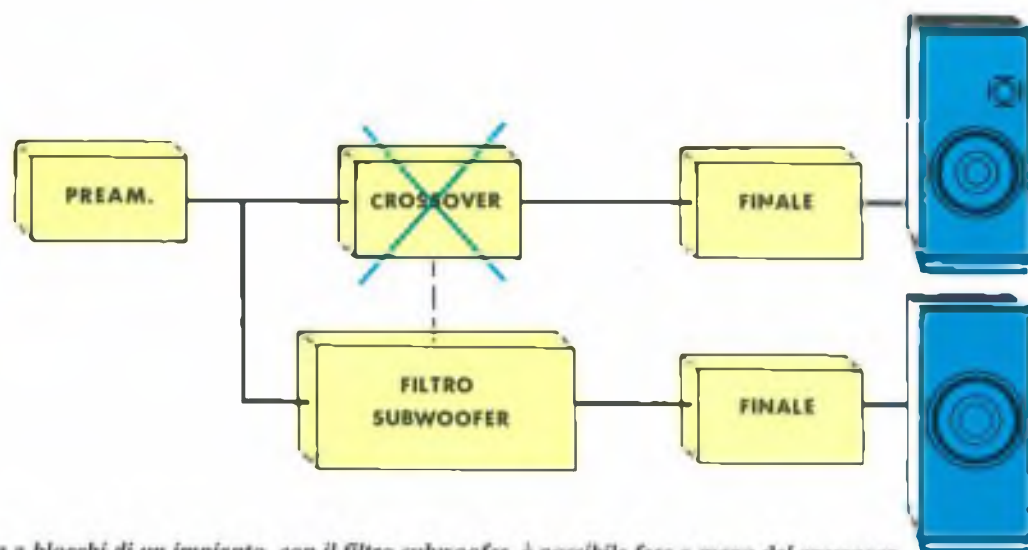 PREAM.
CROSSOVER
FINALE
FILTRO
SUBWOOFER
FINALE
a blocchi di un impianto, con il filtro subwoofer, è possibile fare a meno del